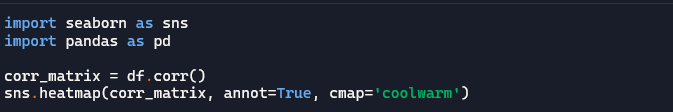 import seaborn as sns
import pandas as pd
corr_matrix = df.corr()
sns.heatmap(corr_matrix, annot=True, cmap='coolwarm')